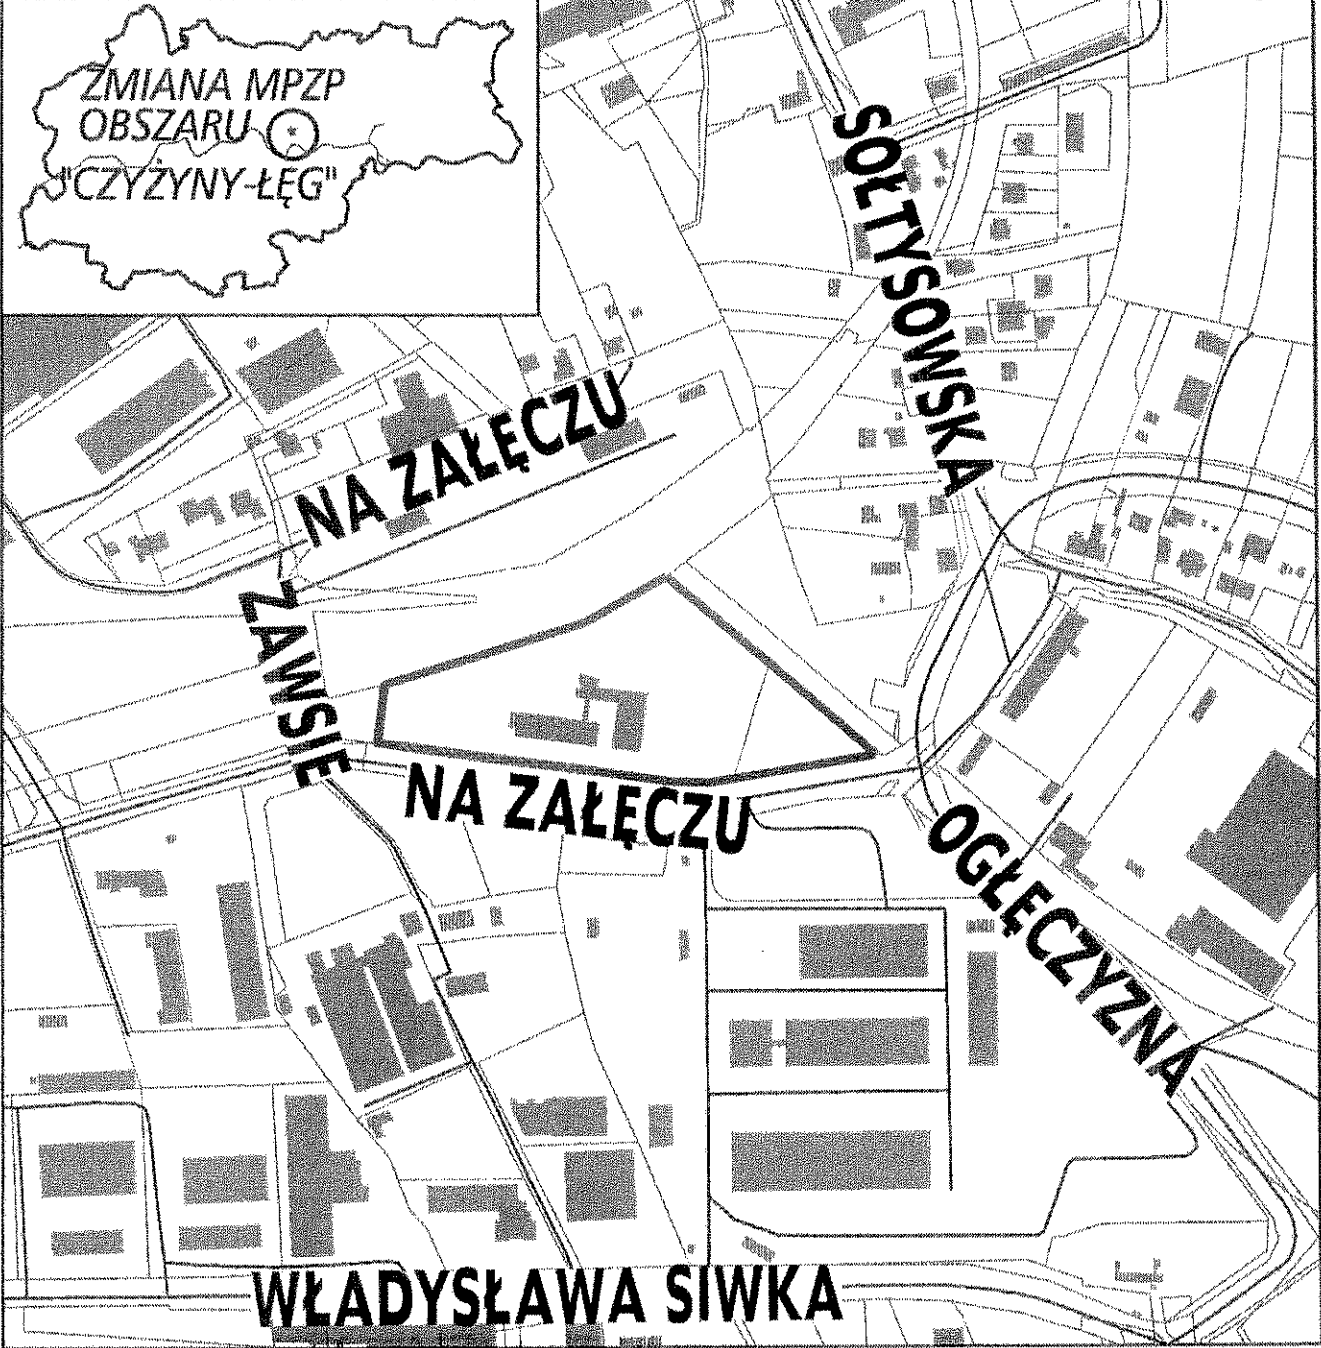 ZMIANA MPZP
OBSZARU
"CZYŻYNY-ŁĘG"
SOŁTYSOWSKA
NA ZAŁĘCZU
ZAWSIE
NA ZAŁĘCZU
OGŁĘCZYZNA
WŁADYSŁAWA SIWKA